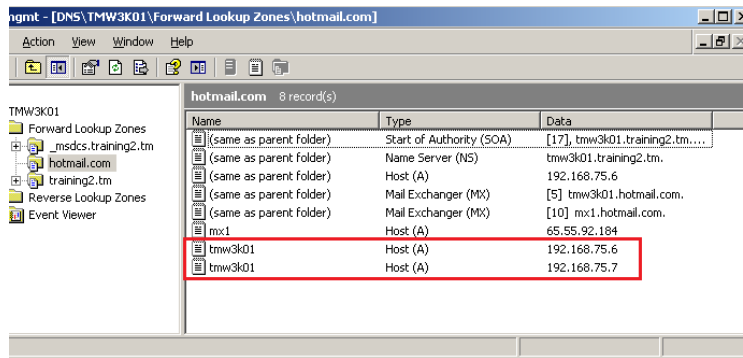 ngmt - [DNS\TMW3K01\Forward Lookup Zones\hotmail.com]
Action View Window Help
hotmail.com 8 record(s)
TMW3K01
Forward Lookup Zones
_msdcs.training2.tm
hotmail.com
training2.tm
Reverse Lookup Zones
Event Viewer
Name Type Data
(same as parent folder) Start of Authority (SOA) [17], tmw3k01.training2.tm....
(same as parent folder) Name Server (NS) tmw3k01.training2.tm.
(same as parent folder) Host (A) 192.168.75.6
(same as parent folder) Mail Exchanger (MX) [5] tmw3k01.hotmail.com.
(same as parent folder) Mail Exchanger (MX) [10] mx1.hotmail.com.
mx1 Host (A) 65.55.92.184
tmw3k01 Host (A) 192.168.75.6
tmw3k01 Host (A) 192.168.75.7